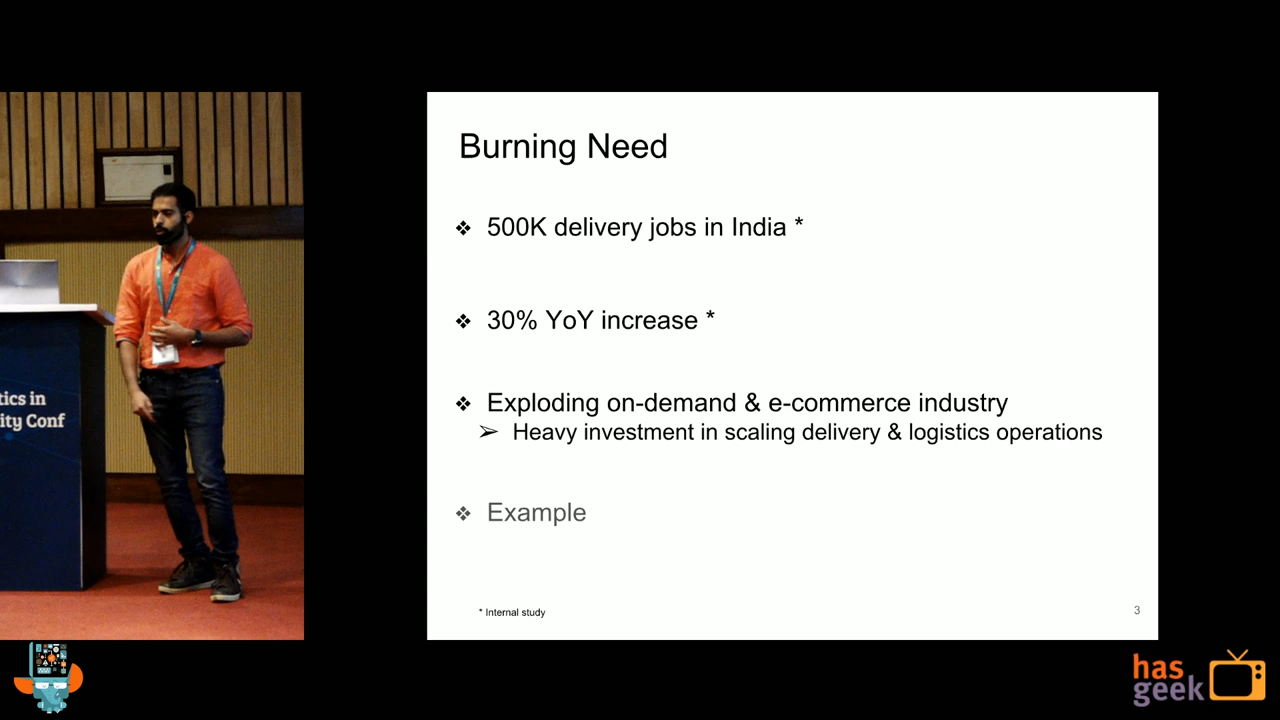 Burning Need
❖ 500K delivery jobs in India *
❖ 30% YoY increase *
❖ Exploding on-demand & e-commerce industry
➢ Heavy investment in scaling delivery & logistics operations
❖ Example
* Internal study
3
tics in
ity Conf
has
geek